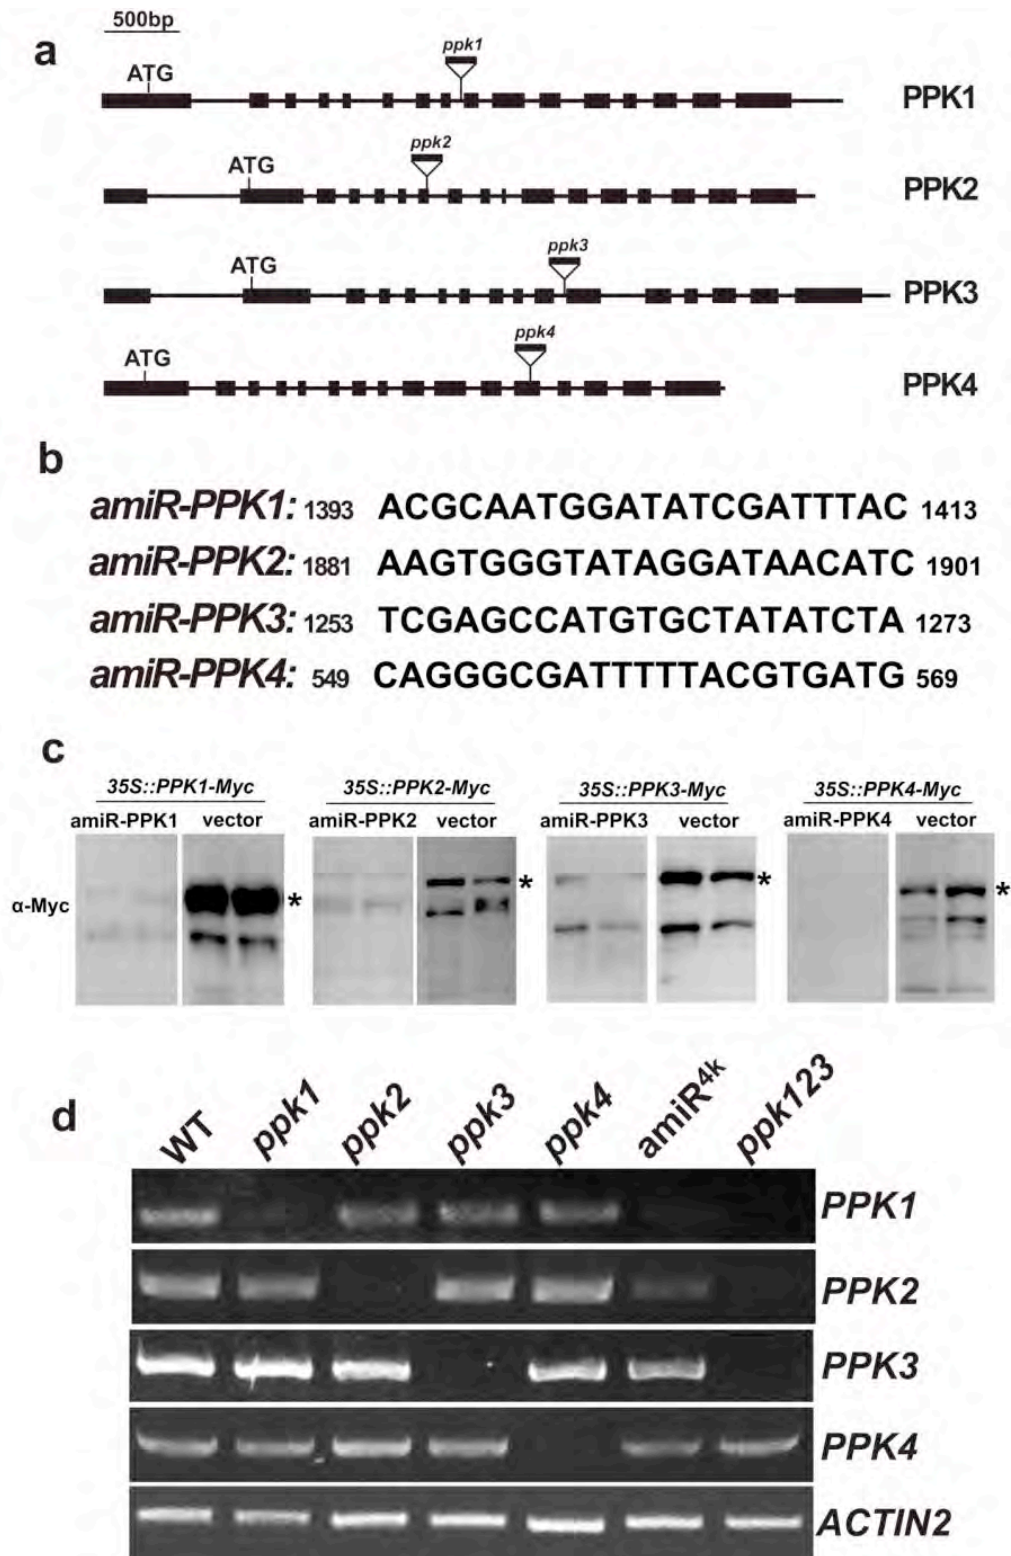 a
500bp
ATG
ppk1
PPK1
ATG
ppk2
PPK2
ATG
ppk3
PPK3
ATG
ppk4
PPK4
b
amiR-PPK1: 1393 ACGCAATGGATATCGATTTAC 1413
amiR-PPK2: 1881 AAGTGGGTATAGGATAACATC 1901
amiR-PPK3: 1253 TCGAGCCATGTGCTATATCTA 1273
amiR-PPK4: 549 CAGGGCGATTTTTACGTGATG 569
c
35S::PPK1-Myc 35S::PPK2-Myc 35S::PPK3-Myc 35S::PPK4-Myc
amiR-PPK1 vector amiR-PPK2 vector amiR-PPK3 vector amiR-PPK4 vector
α-Myc * * * *
d
WT ppk1 ppk2 ppk3 ppk4 amiR4k ppk123
PPK1
PPK2
PPK3
PPK4
ACTIN2